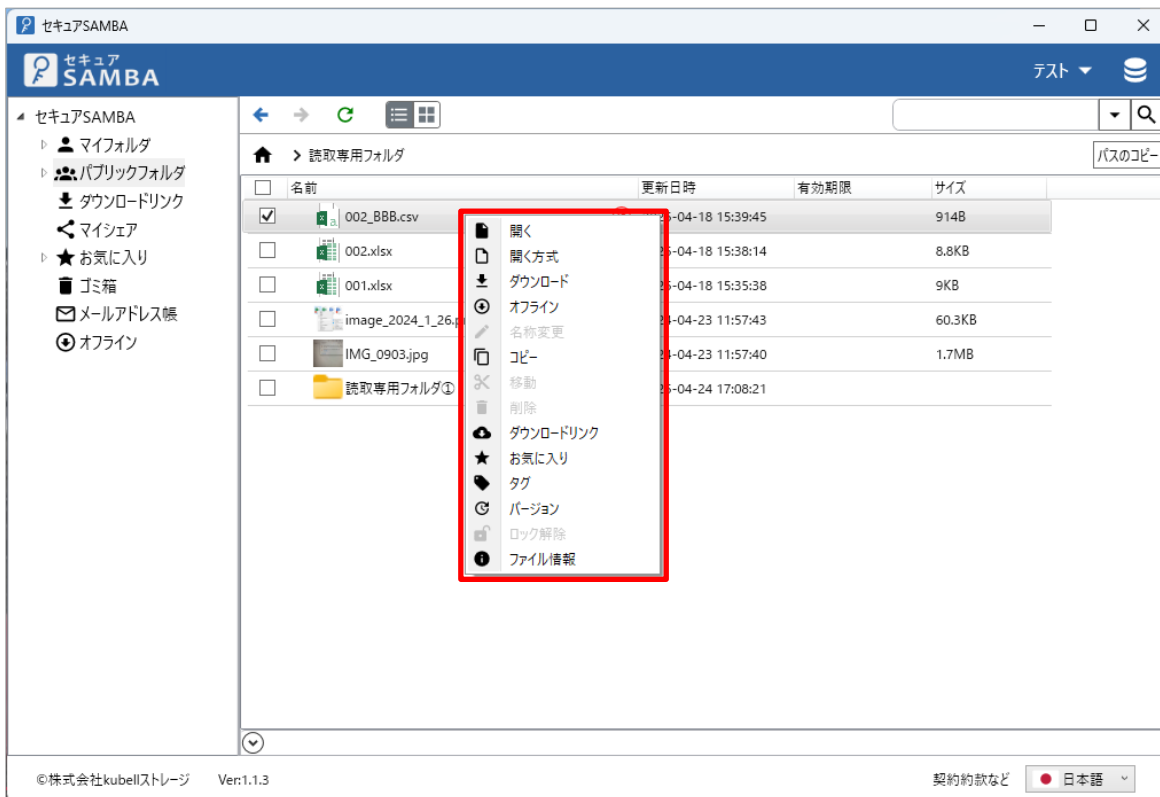 セキュアSAMBA
セキュア
SAMBA
テスト
セキュアSAMBA
マイフォルダ
パブリックフォルダ
ダウンロードリンク
マイシェア
お気に入り
ゴミ箱
メールアドレス帳
オフライン
読取専用フォルダ
パスのコピー
名前 更新日時 有効期限 サイズ
002_BBB.csv 5-04-18 15:39:45 914B
002.xlsx 5-04-18 15:38:14 8.8KB
001.xlsx 5-04-18 15:35:38 9KB
image_2024_1_26.p 4-04-23 11:57:43 60.3KB
IMG_0903.jpg 4-04-23 11:57:40 1.7MB
読取専用フォルダ① 5-04-24 17:08:21
開く
開く方式
ダウンロード
オフライン
名称変更
コピー
移動
削除
ダウンロードリンク
お気に入り
タグ
バージョン
ロック解除
ファイル情報
©株式会社kubellストレージ Ver:1.1.3 契約約款など 日本語